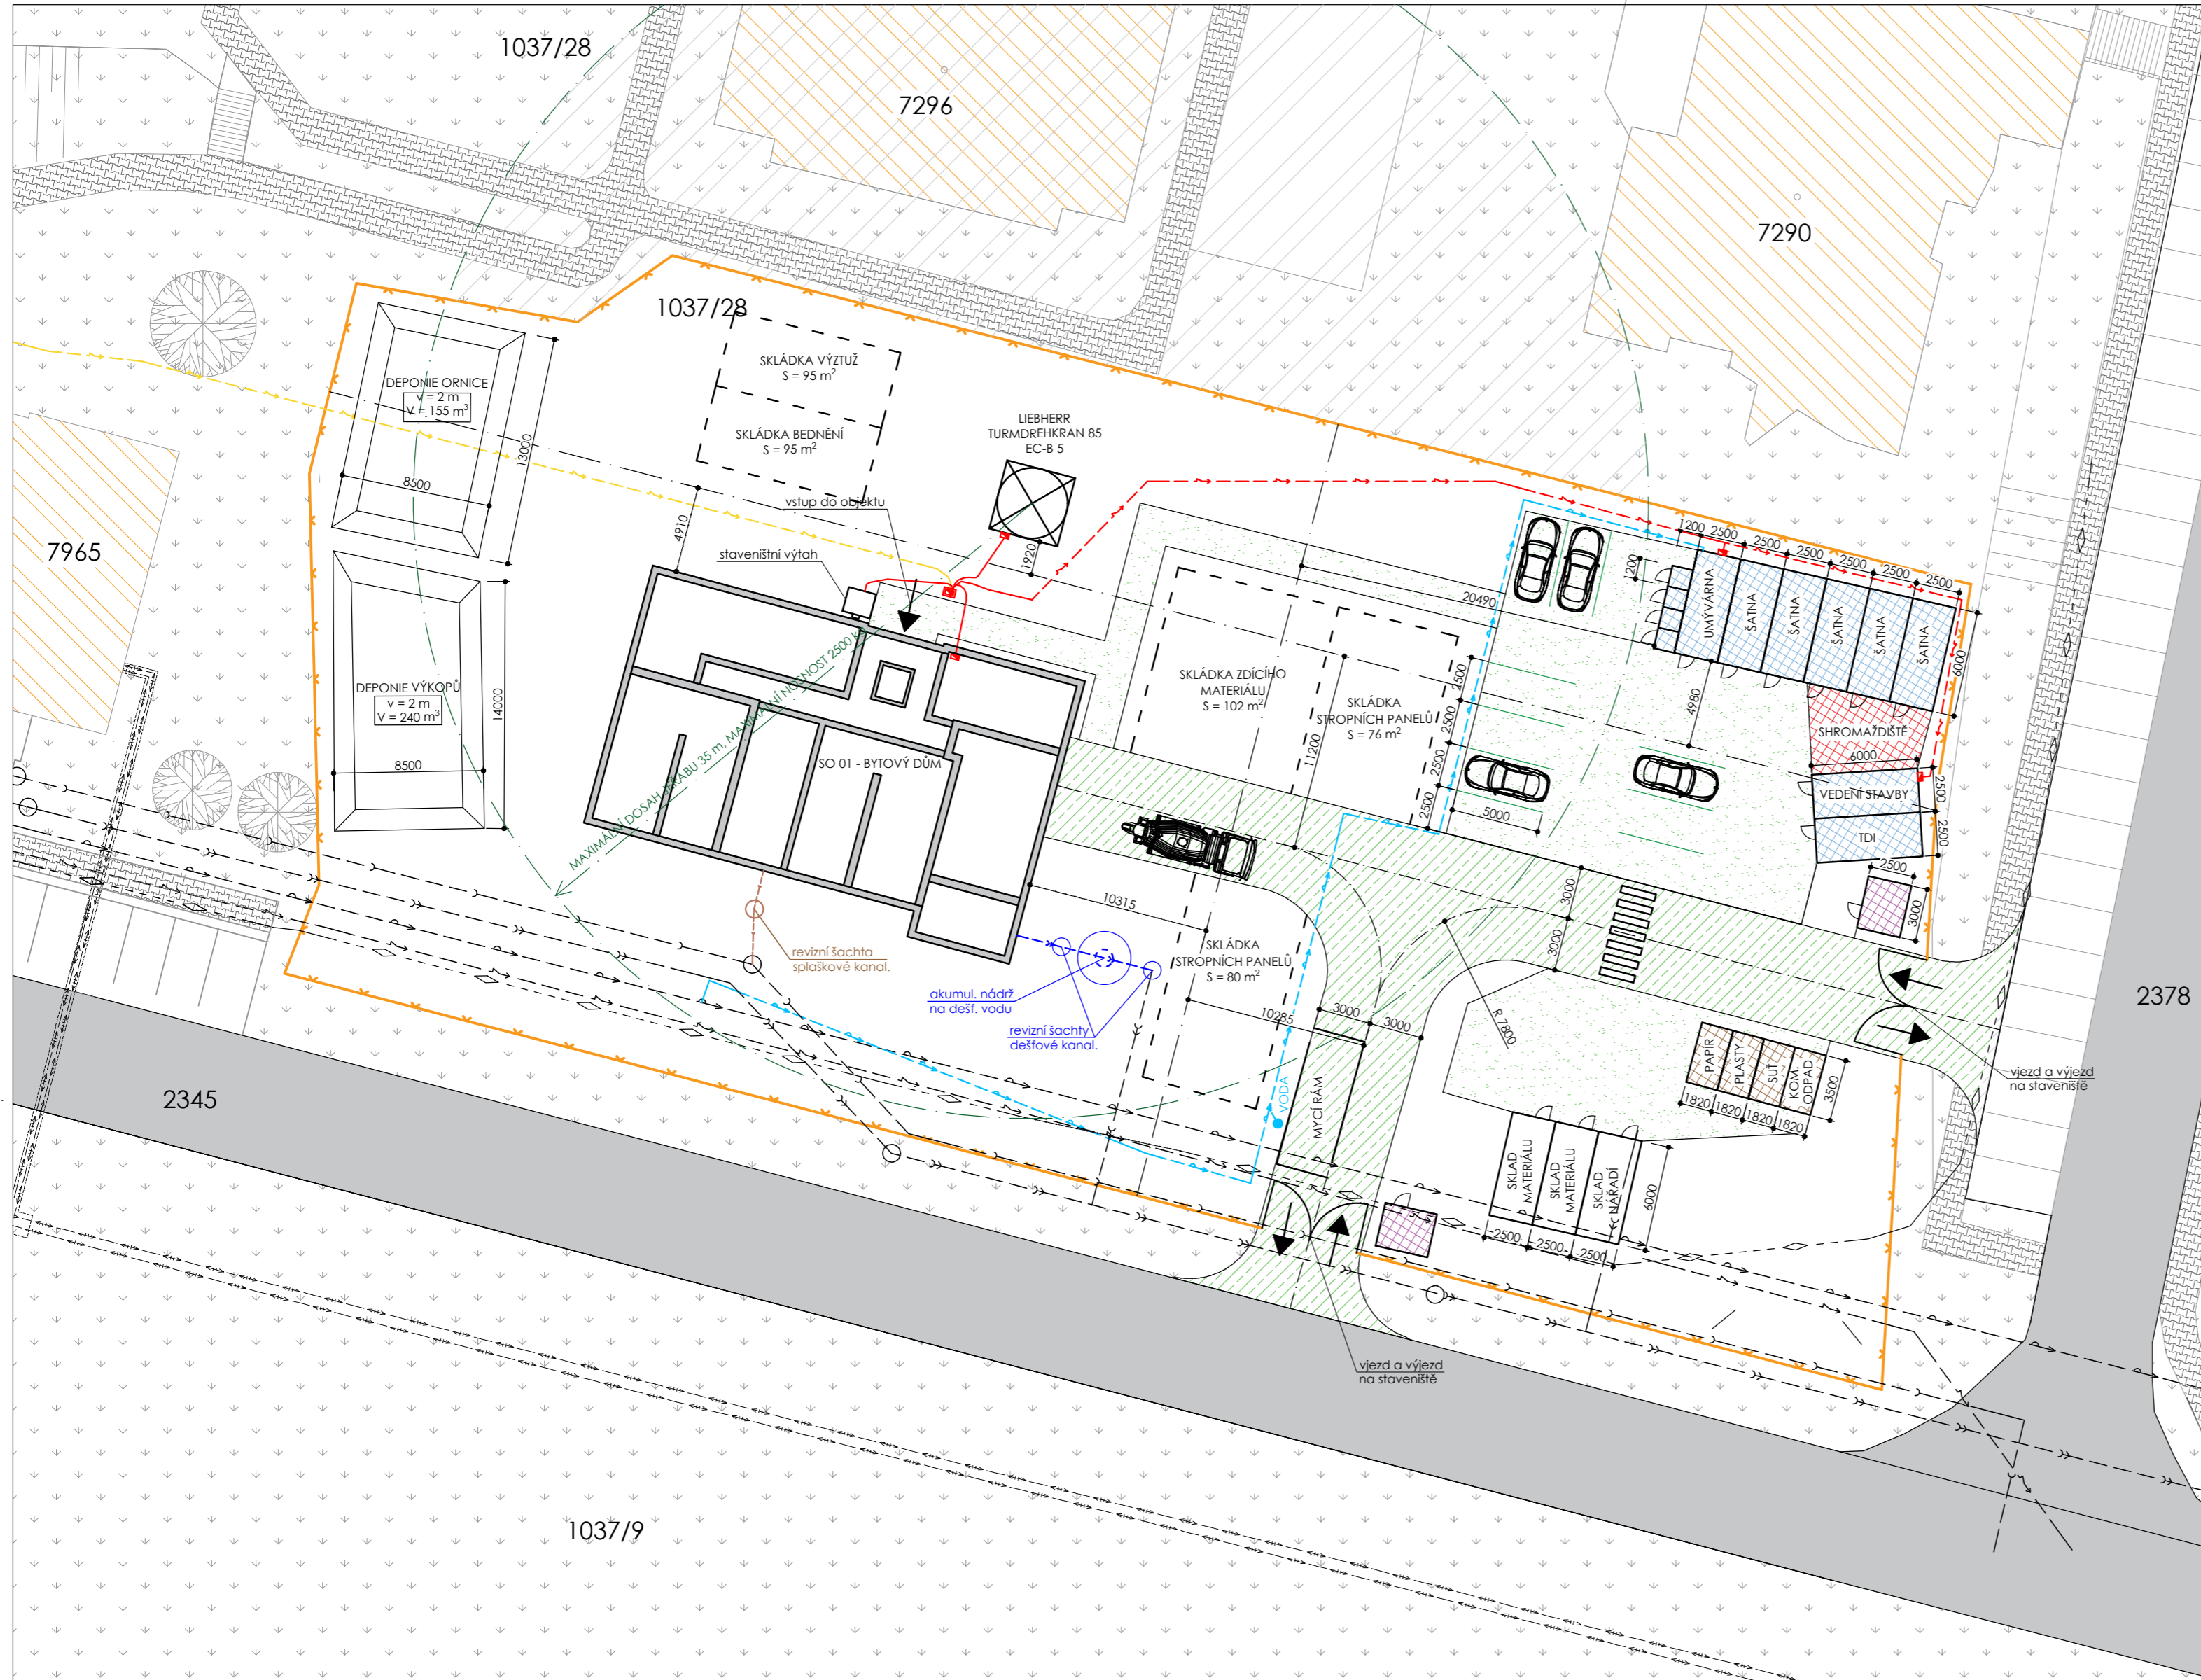 1037/28
7296
7290
1037/28
7965
2345
2378
1037/9
DEPONIE ORNICE
v = 2 m
V = 155 m³
8500
13000
DEPONIE VÝKOPŮ
v = 2 m
V = 240 m³
8500
14000
SKLÁDKA VÝZTUŽ
S = 95 m²
SKLÁDKA BEDNĚNÍ
S = 95 m²
4910
LIEBHERR
TURMDREHKRAN 85
EC-B 5
1920
vstup do objektu
staveništní výtah
MAXIMÁLNÍ DOSAH JEŘÁBU 35 m, MAXIMÁLNÍ NOSNOST 2500
SO 01 - BYTOVÝ DŮM
revizní šachta
splaškové kanal.
akumul. nádrž
na dešť. vodu
revizní šachty
dešťové kanal.
10315
SKLÁDKA ZDÍCÍHO
MATERIÁLU
S = 102 m²
SKLÁDKA
STROPNÍCH PANELŮ
S = 76 m²
11200
20490
SKLÁDKA
STROPNÍCH PANELŮ
S = 80 m²
10285
3000
3000
VODA
MYCÍ RÁM
R 7800
3000
3000
2500
2500
2500
2500
5000
4980
1200
1200
2500
2500
2500
2500
2500
2500
UMÝVÁRNA
ŠATNA
ŠATNA
ŠATNA
ŠATNA
ŠATNA
6000
SHROMAŽDIŠTĚ
6000
VEDENÍ STAVBY
TDI
2500
2500
2500
3000
PAPÍR
PLASTY
SUŤ
KOM.
ODPAD
3500
1820
1820
1820
1820
SKLAD
MATERIÁLU
SKLAD
MATERIÁLU
SKLAD
NÁŘADÍ
6000
2500
2500
2500
vjezd a výjezd
na staveniště
vjezd a výjezd
na staveniště